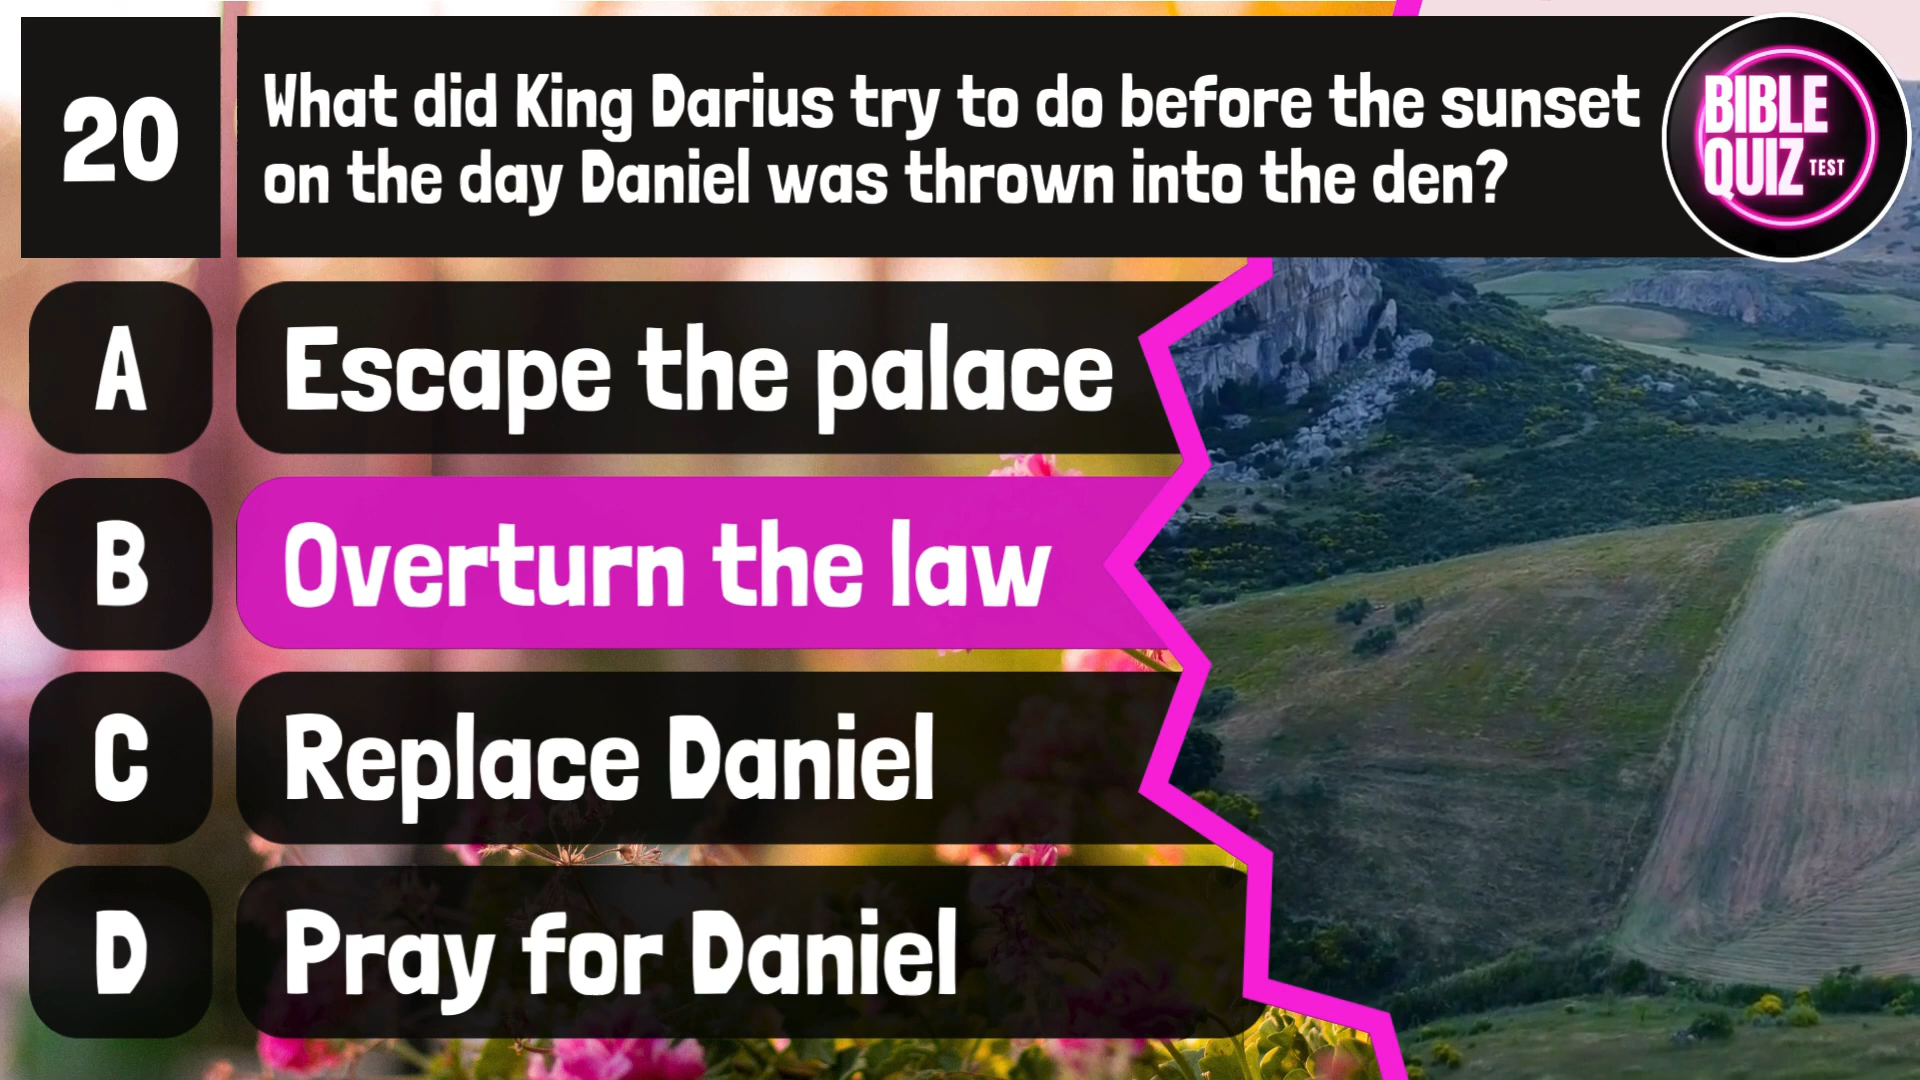 20
What did King Darius try to do before the sunset
on the day Daniel was thrown into the den?
BIBLE
QUIZ TEST
A
Escape the palace
B
Overturn the law
C
Replace Daniel
D
Pray for Daniel